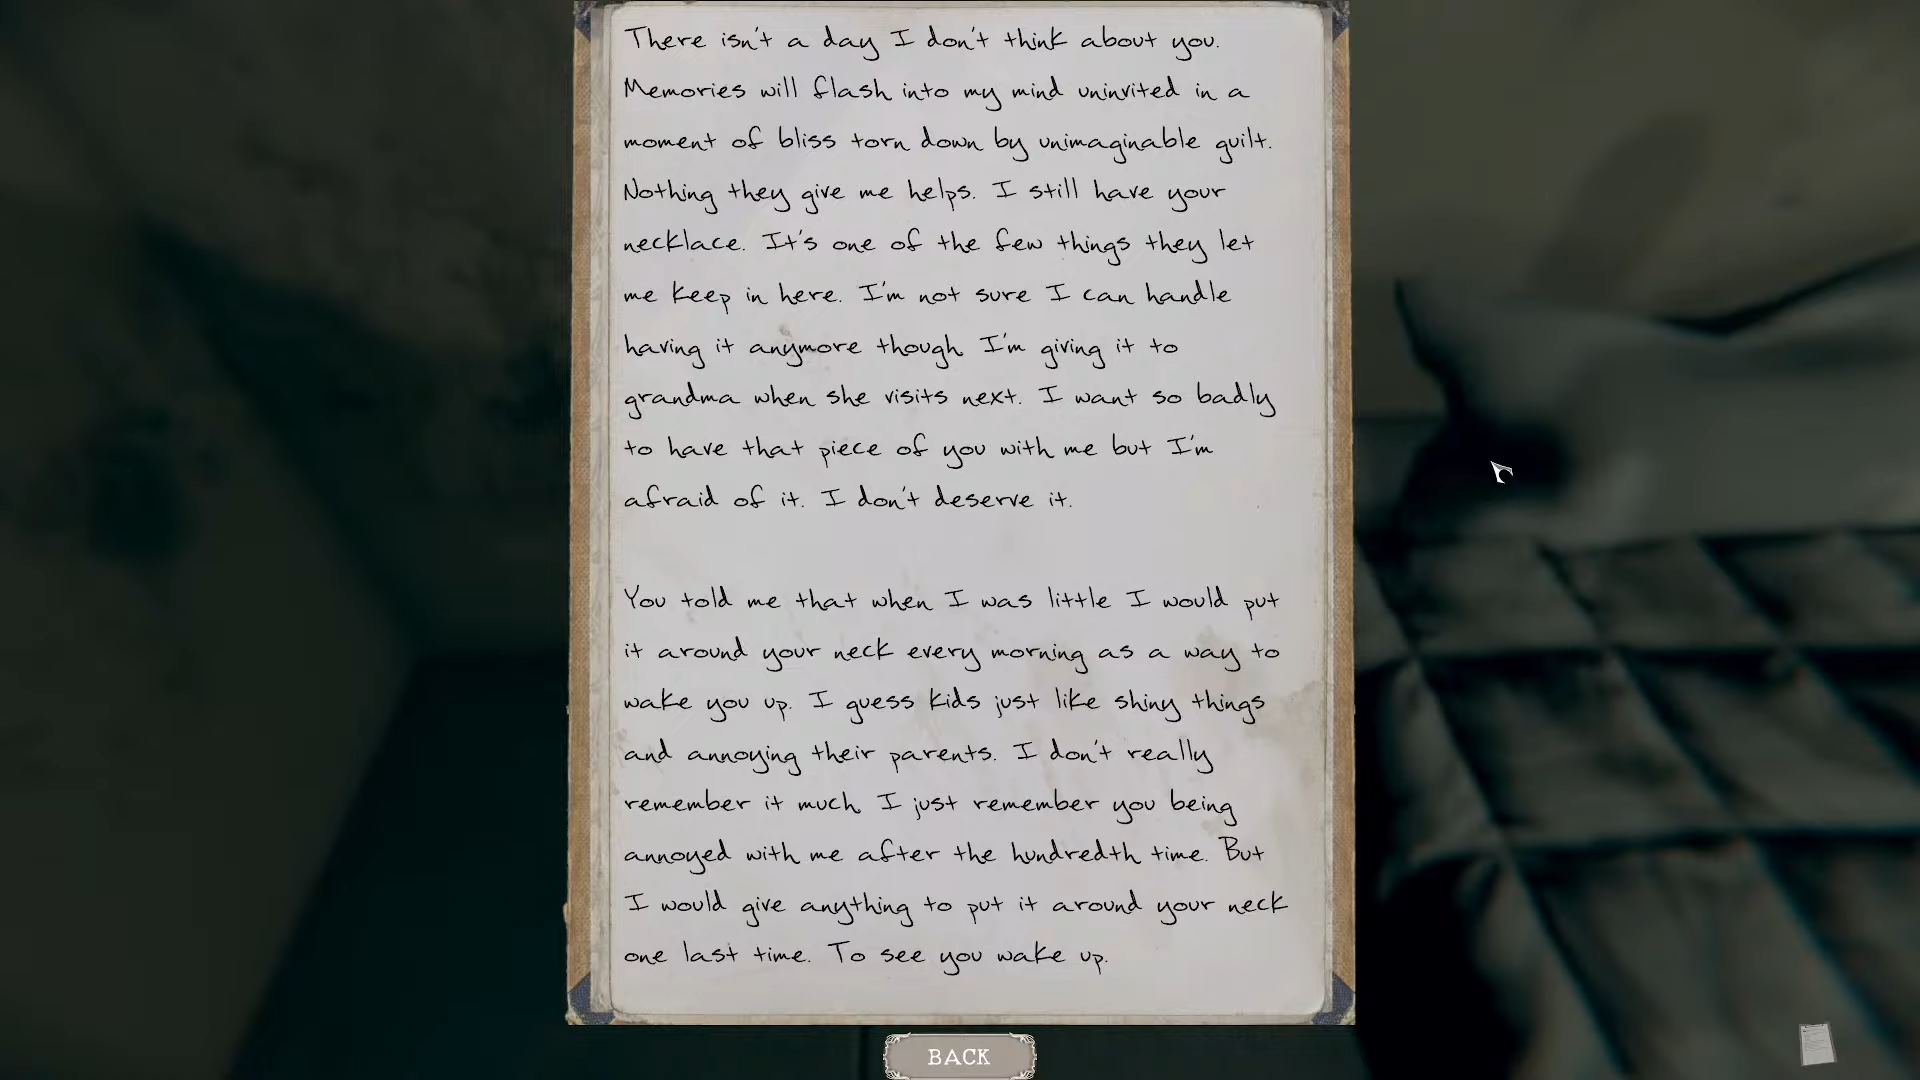 There isn't a day I don't think about you.
Memories will flash into my mind uninvited in a
moment of bliss torn down by unimaginable guilt.
Nothing they give me helps. I still have your
necklace. It's one of the few things they let
me keep in here. I'm not sure I can handle
having it anymore though I'm giving it to
grandma when she visits next. I want so badly
to have that piece of you with me but I'm
afraid of it. I don't deserve it.
You told me that when I was little I would put
it around your neck every morning as a way to
wake you up. I guess kids just like shiny things
and annoying their parents. I don't really
remember it much I just remember you being
annoyed with me after the hundredth time. But
I would give anything to put it around your neck
one last time. To see you wake up.
BACK